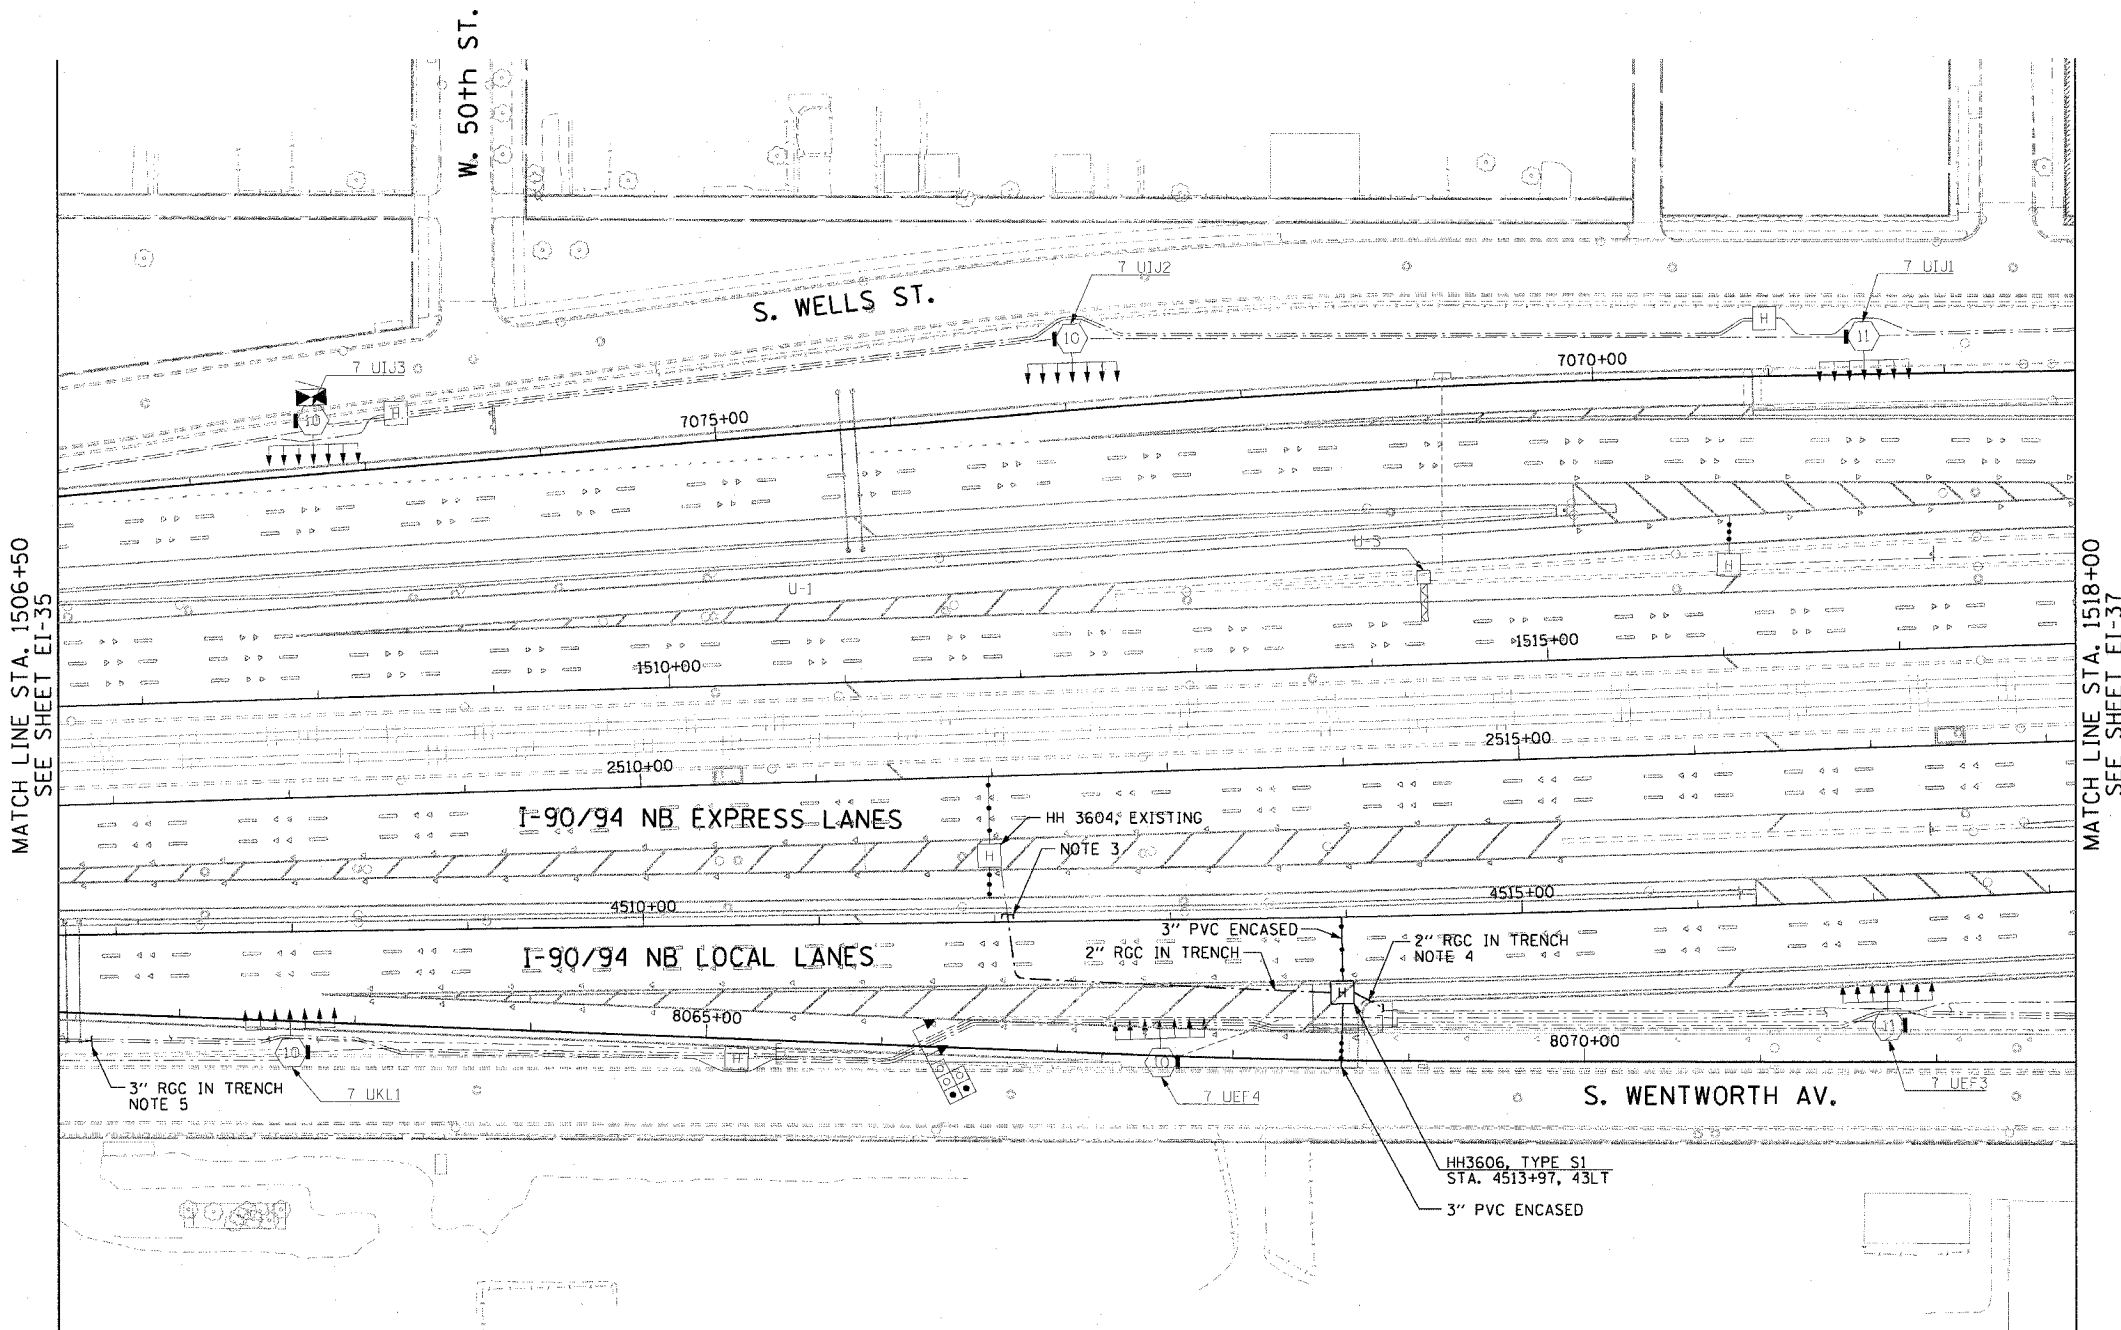 W. 50th ST.
7 UIJ2
7 UIJ1
S. WELLS ST.
H
10
11
7070+00
7 UIJ3
10
H
7075+00
U-3
H
U-1
MATCH LINE STA. 1506+50
SEE SHEET EI-35
MATCH LINE STA. 1518+00
SEE SHEET EI-37
1515+00
1510+00
2515+00
2510+00
I-90/94 NB EXPRESS LANES
HH 3604, EXISTING
H
NOTE 3
4515+00
4510+00
3" PVC ENCASED
2" RGC IN TRENCH
NOTE 4
I-90/94 NB LOCAL LANES
2" RGC IN TRENCH
H
8065+00
11
8070+00
10
H
10
3" RGC IN TRENCH
NOTE 5
7 UKL1
7 UEF4
7 UEF3
S. WENTWORTH AV.
HH3606, TYPE S1
STA. 4513+97, 43LT
3" PVC ENCASED